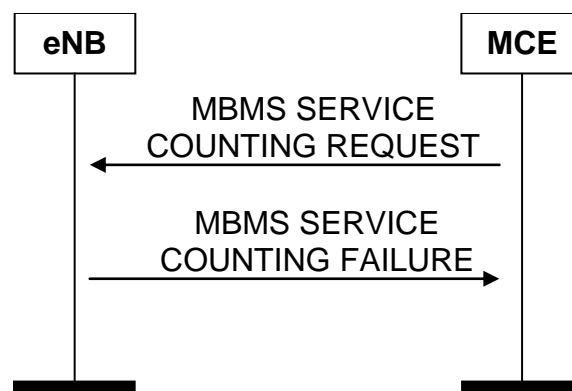 eNB
MCE
MBMS SERVICE
COUNTING REQUEST
MBMS SERVICE
COUNTING FAILURE